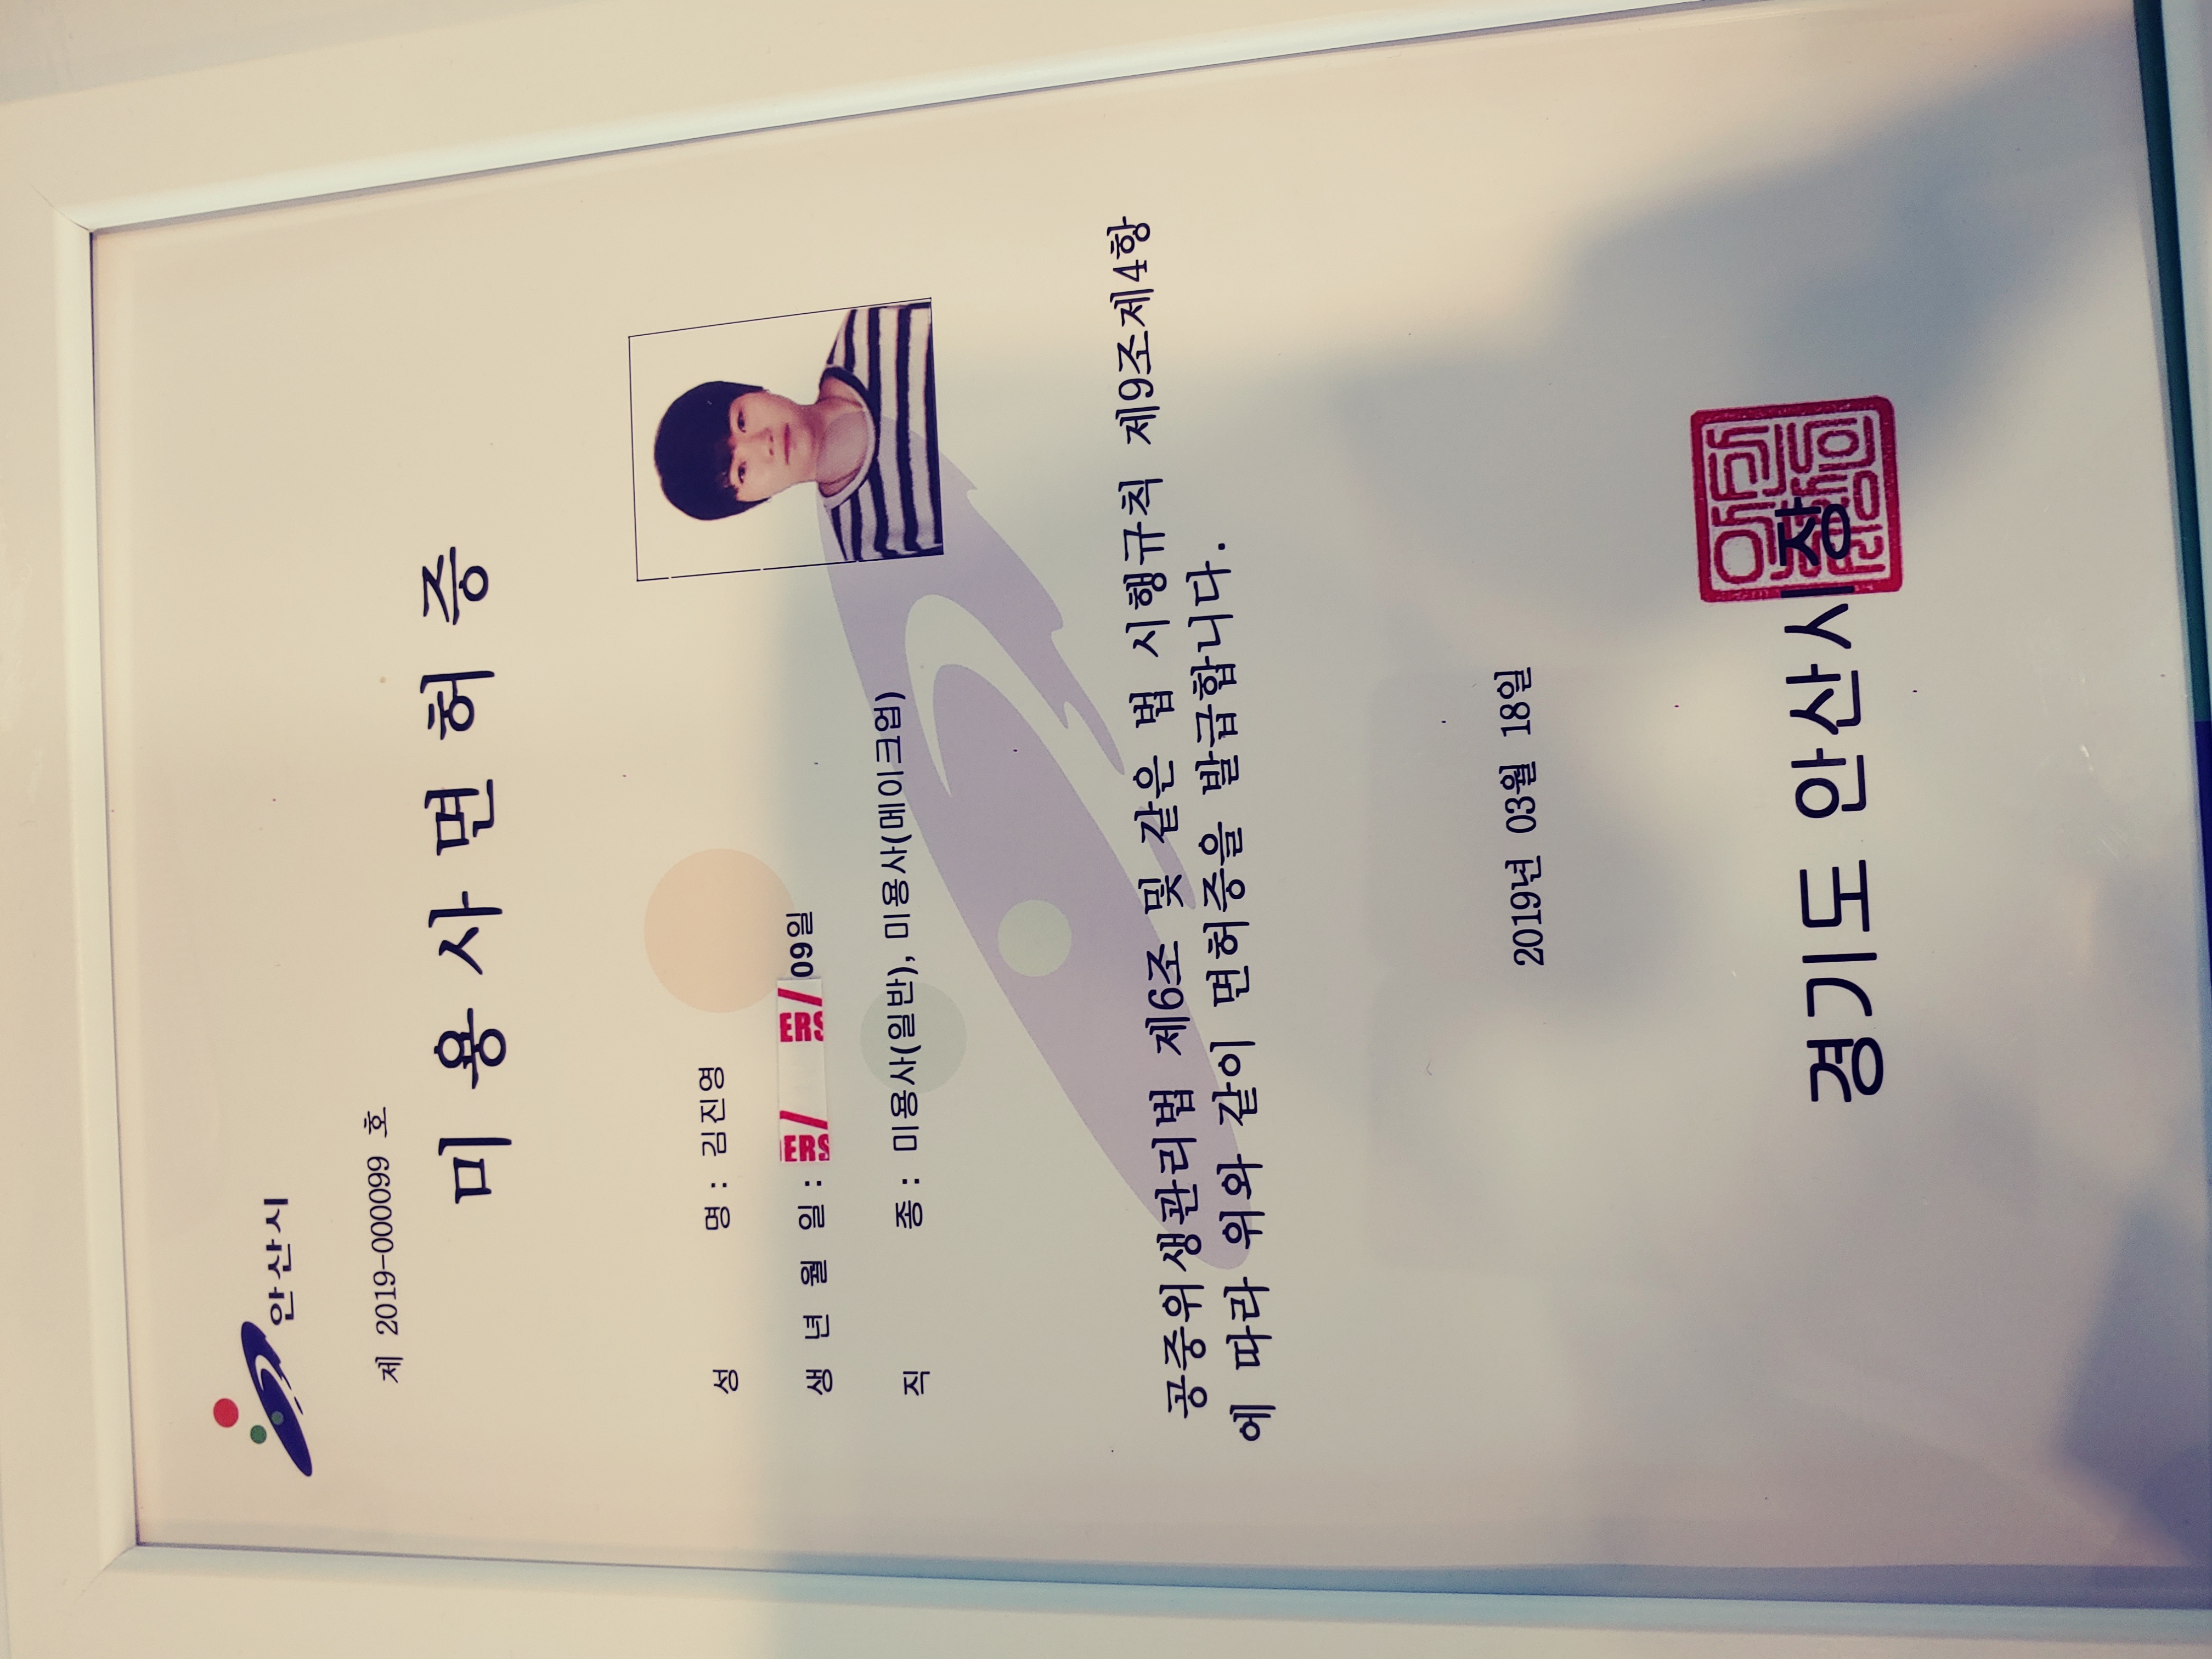 안산시
제 2019-000099 호
미 용 사 면 허 증
성 명 : 김진영
생 년 월 일 : ERS ERS 09일
직 종 : 미용사(일반), 미용사(메이크업)
공중위생관리법 제6조 및 같은 법 시행규칙 제9조제4항
에 따라 위와 같이 면허증을 발급합니다.
2019년 03월 18일
경기도 안산시장